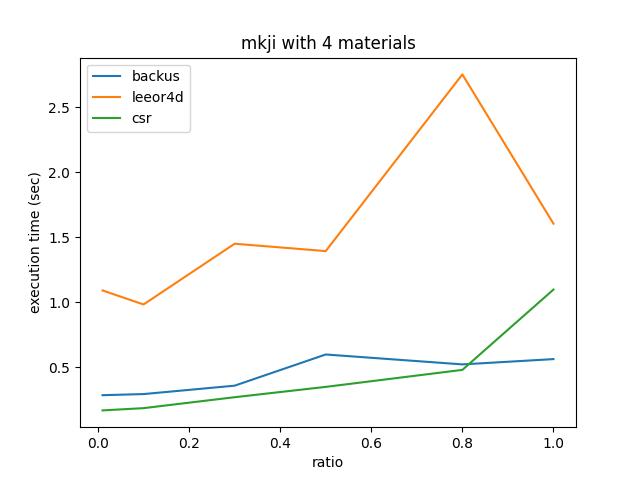 mkji with 4 materials
backus
leeor4d
csr
execution time (sec)
2.5
2.0
1.5
1.0
0.5
0.0 0.2 0.4 0.6 0.8 1.0
ratio